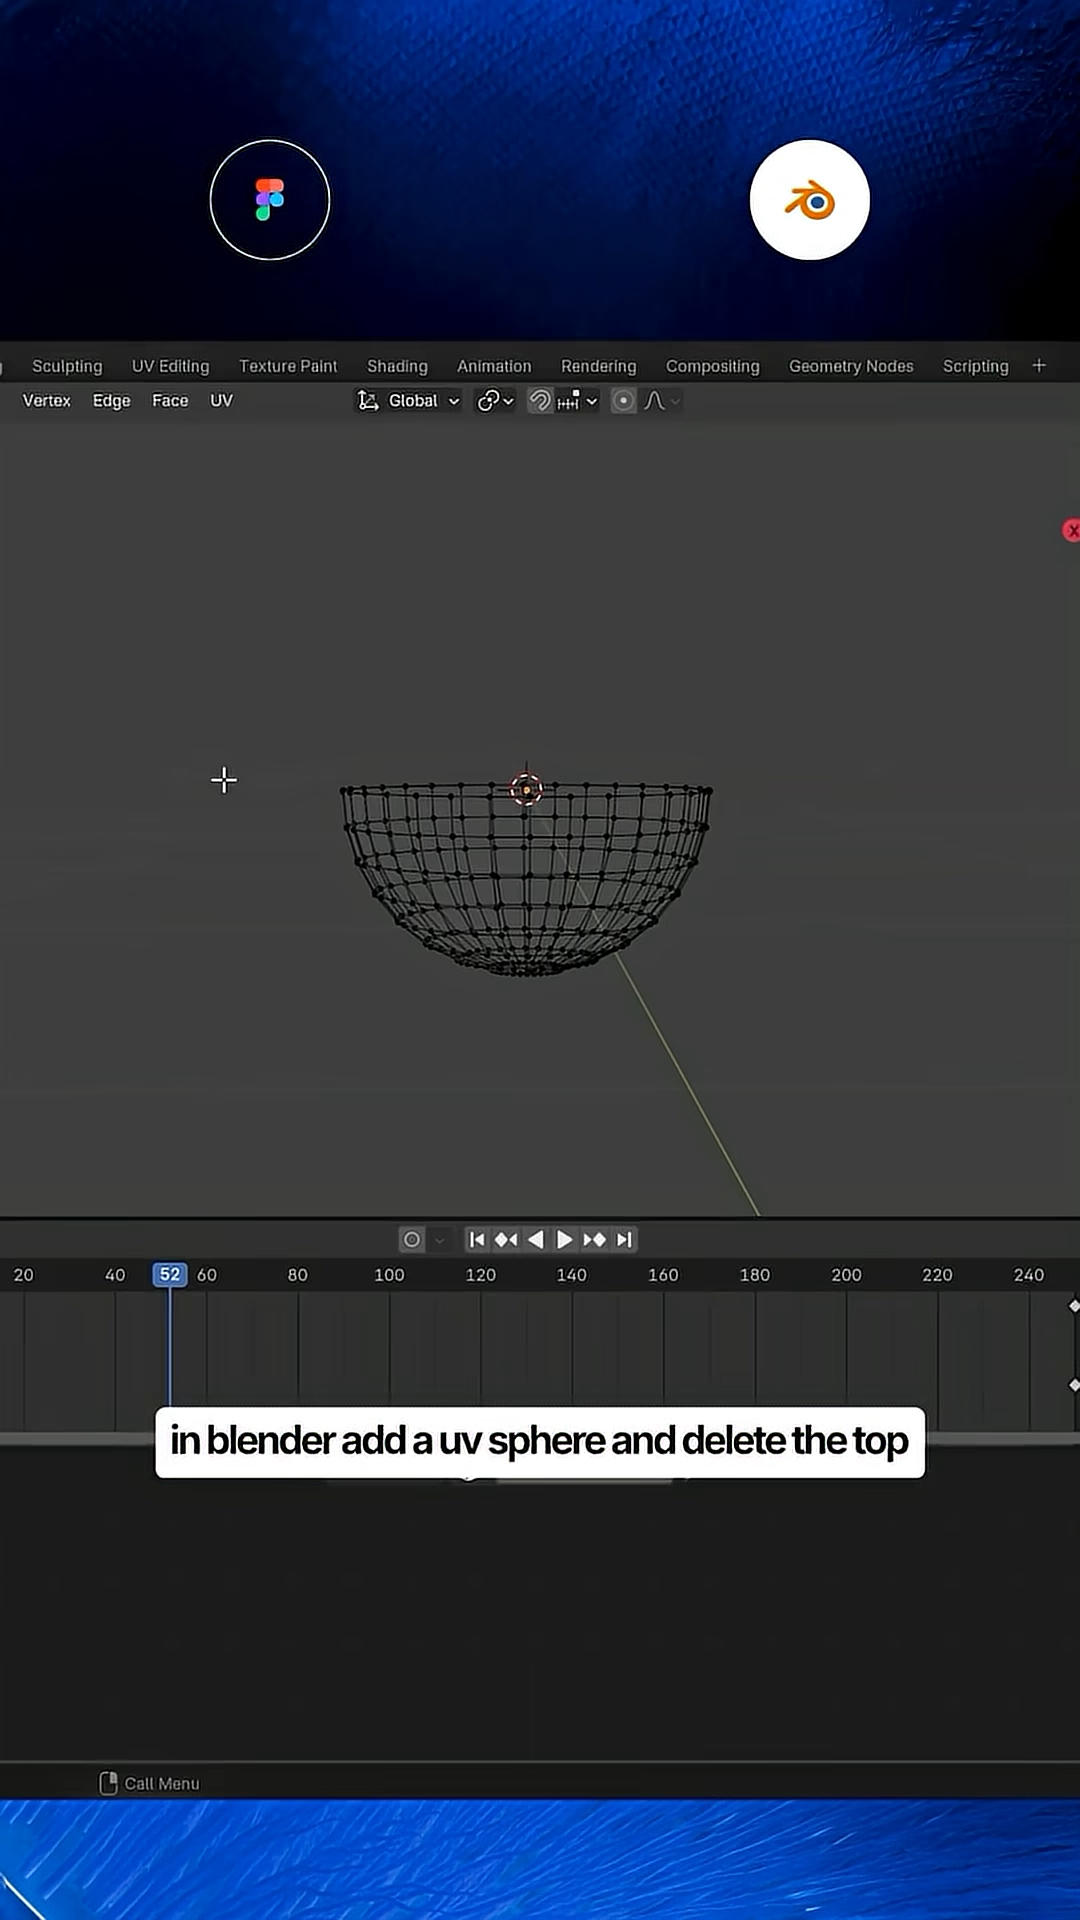 Sculpting UV Editing Texture Paint Shading Animation Rendering Compositing Geometry Nodes Scripting +
Vertex Edge Face UV Global
20 40 52 60 80 100 120 140 160 180 200 220 240
in blender add a uv sphere and delete the top
Call Menu